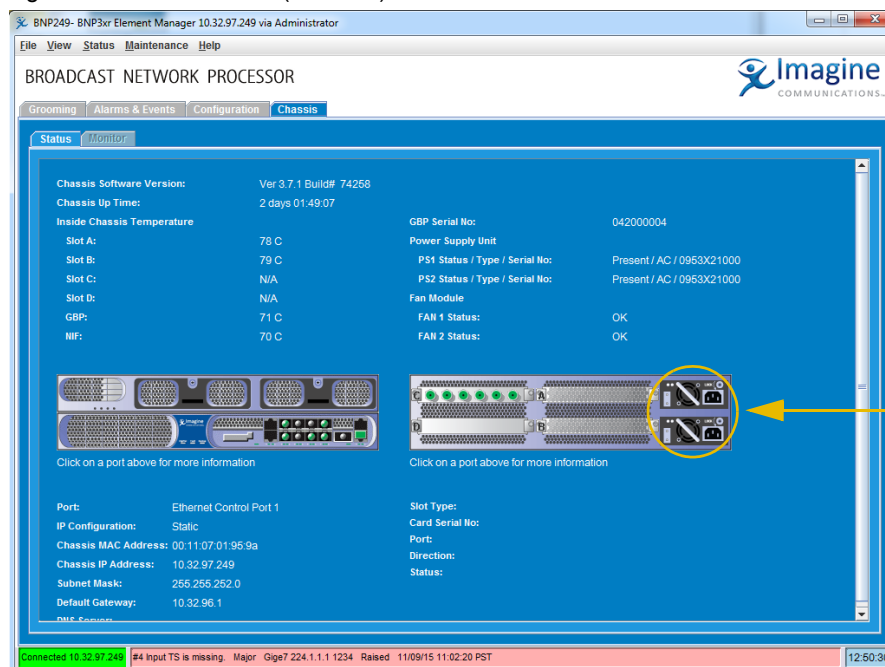 BNP249- BNP3xr Element Manager 10.32.97.249 via Administrator
File View Status Maintenance Help
BROADCAST NETWORK PROCESSOR
Imagine
COMMUNICATIONS
Grooming Alarms & Events Configuration Chassis
Status Monitor
Chassis Software Version: Ver 3.7.1 Build# 74258
Chassis Up Time: 2 days 01:49:07
Inside Chassis Temperature GBP Serial No: 042000004
Slot A: 78 C Power Supply Unit
Slot B: 79 C PS1 Status / Type / Serial No: Present / AC / 0953X21000
Slot C: N/A PS2 Status / Type / Serial No: Present / AC / 0953X21000
Slot D: N/A Fan Module
GBP: 71 C FAN 1 Status: OK
NIF: 70 C FAN 2 Status: OK
C A
Imagine
D B
Click on a port above for more information Click on a port above for more information
Port: Ethernet Control Port 1 Slot Type:
IP Configuration: Static Card Serial No:
Chassis MAC Address: 00:11:07:01:95:9a Port:
Chassis IP Address: 10.32.97.249 Direction:
Subnet Mask: 255.255.252.0 Status:
Default Gateway: 10.32.96.1
DNS Server:
Connected 10.32.97.249 #4 Input TS is missing. Major Gige7 224.1.1.1 1234 Raised 11/09/15 11:02:20 PST 12:50:36